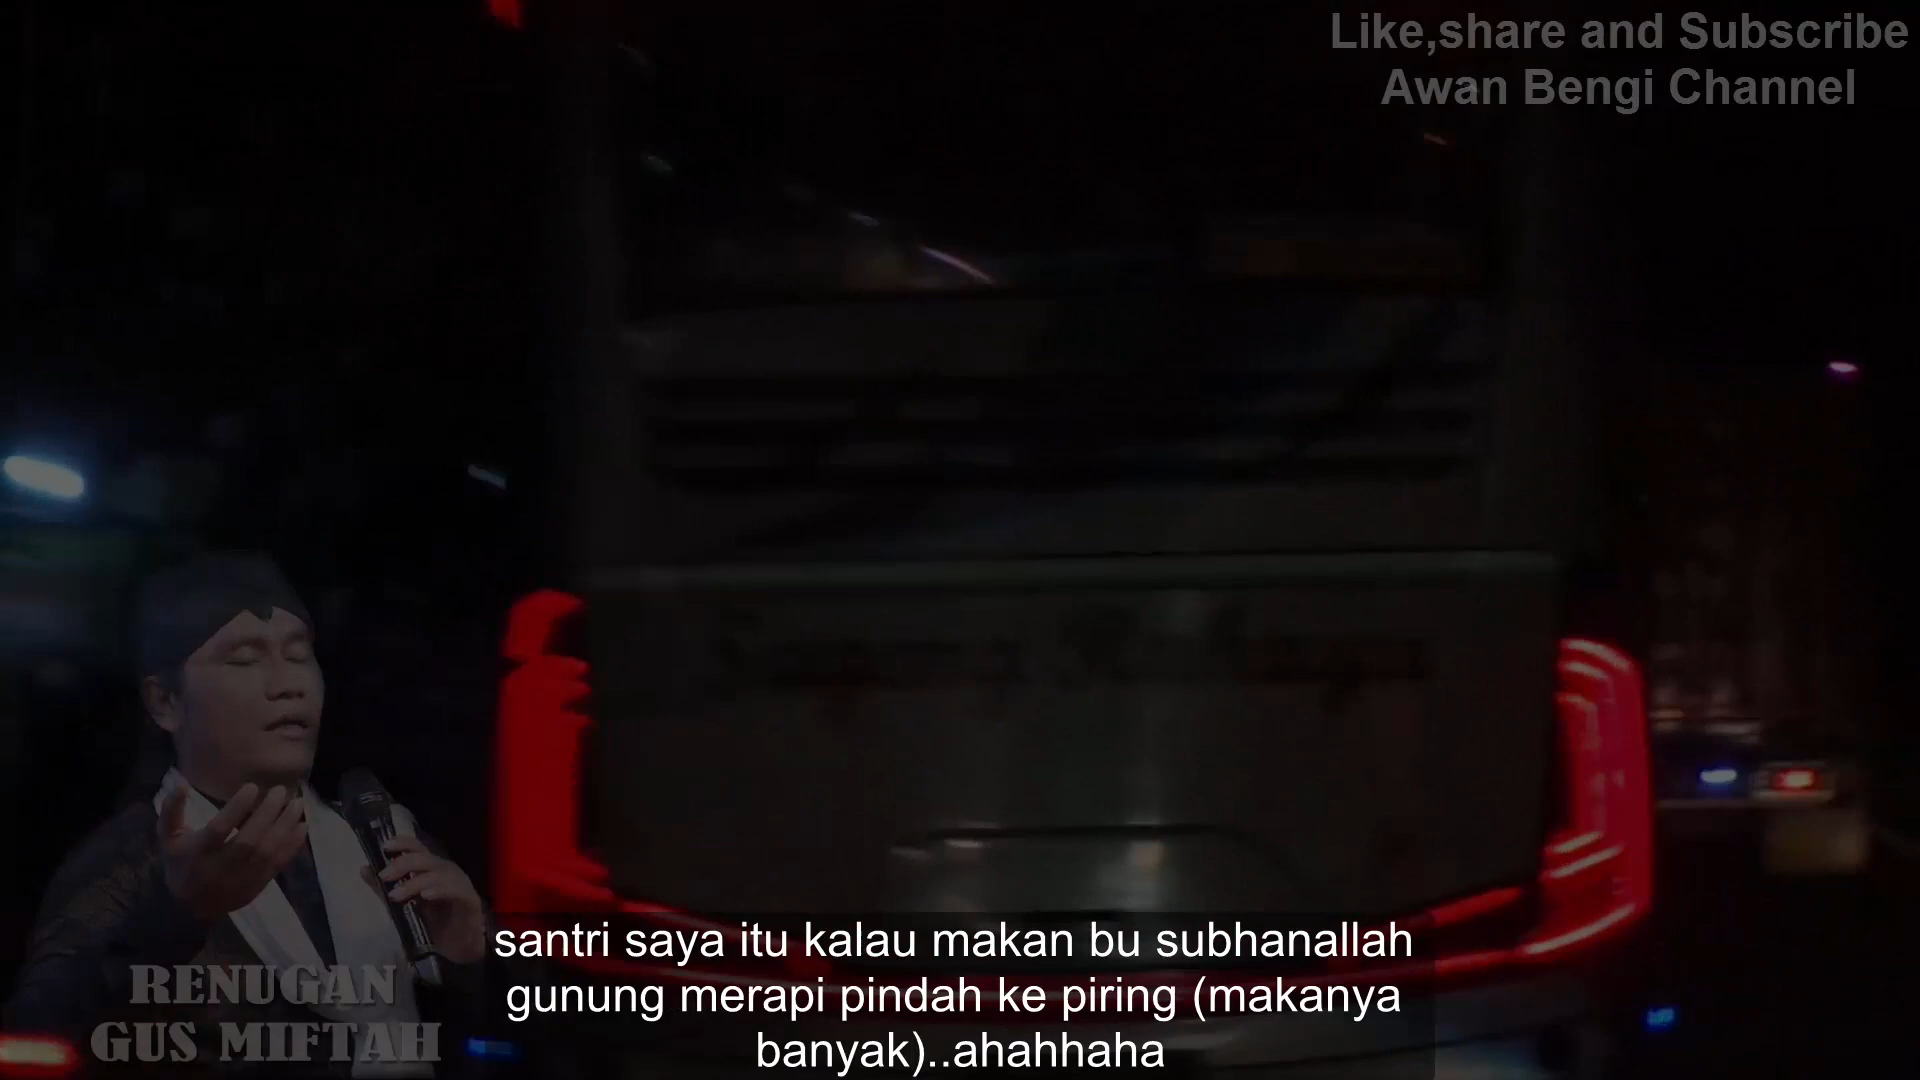 Like,share and Subscribe
Awan Bengi Channel
RENUGAN
GUS MIFTAH
santri saya itu kalau makan bu subhanallah
gunung merapi pindah ke piring (makanya
banyak)..ahahhaha